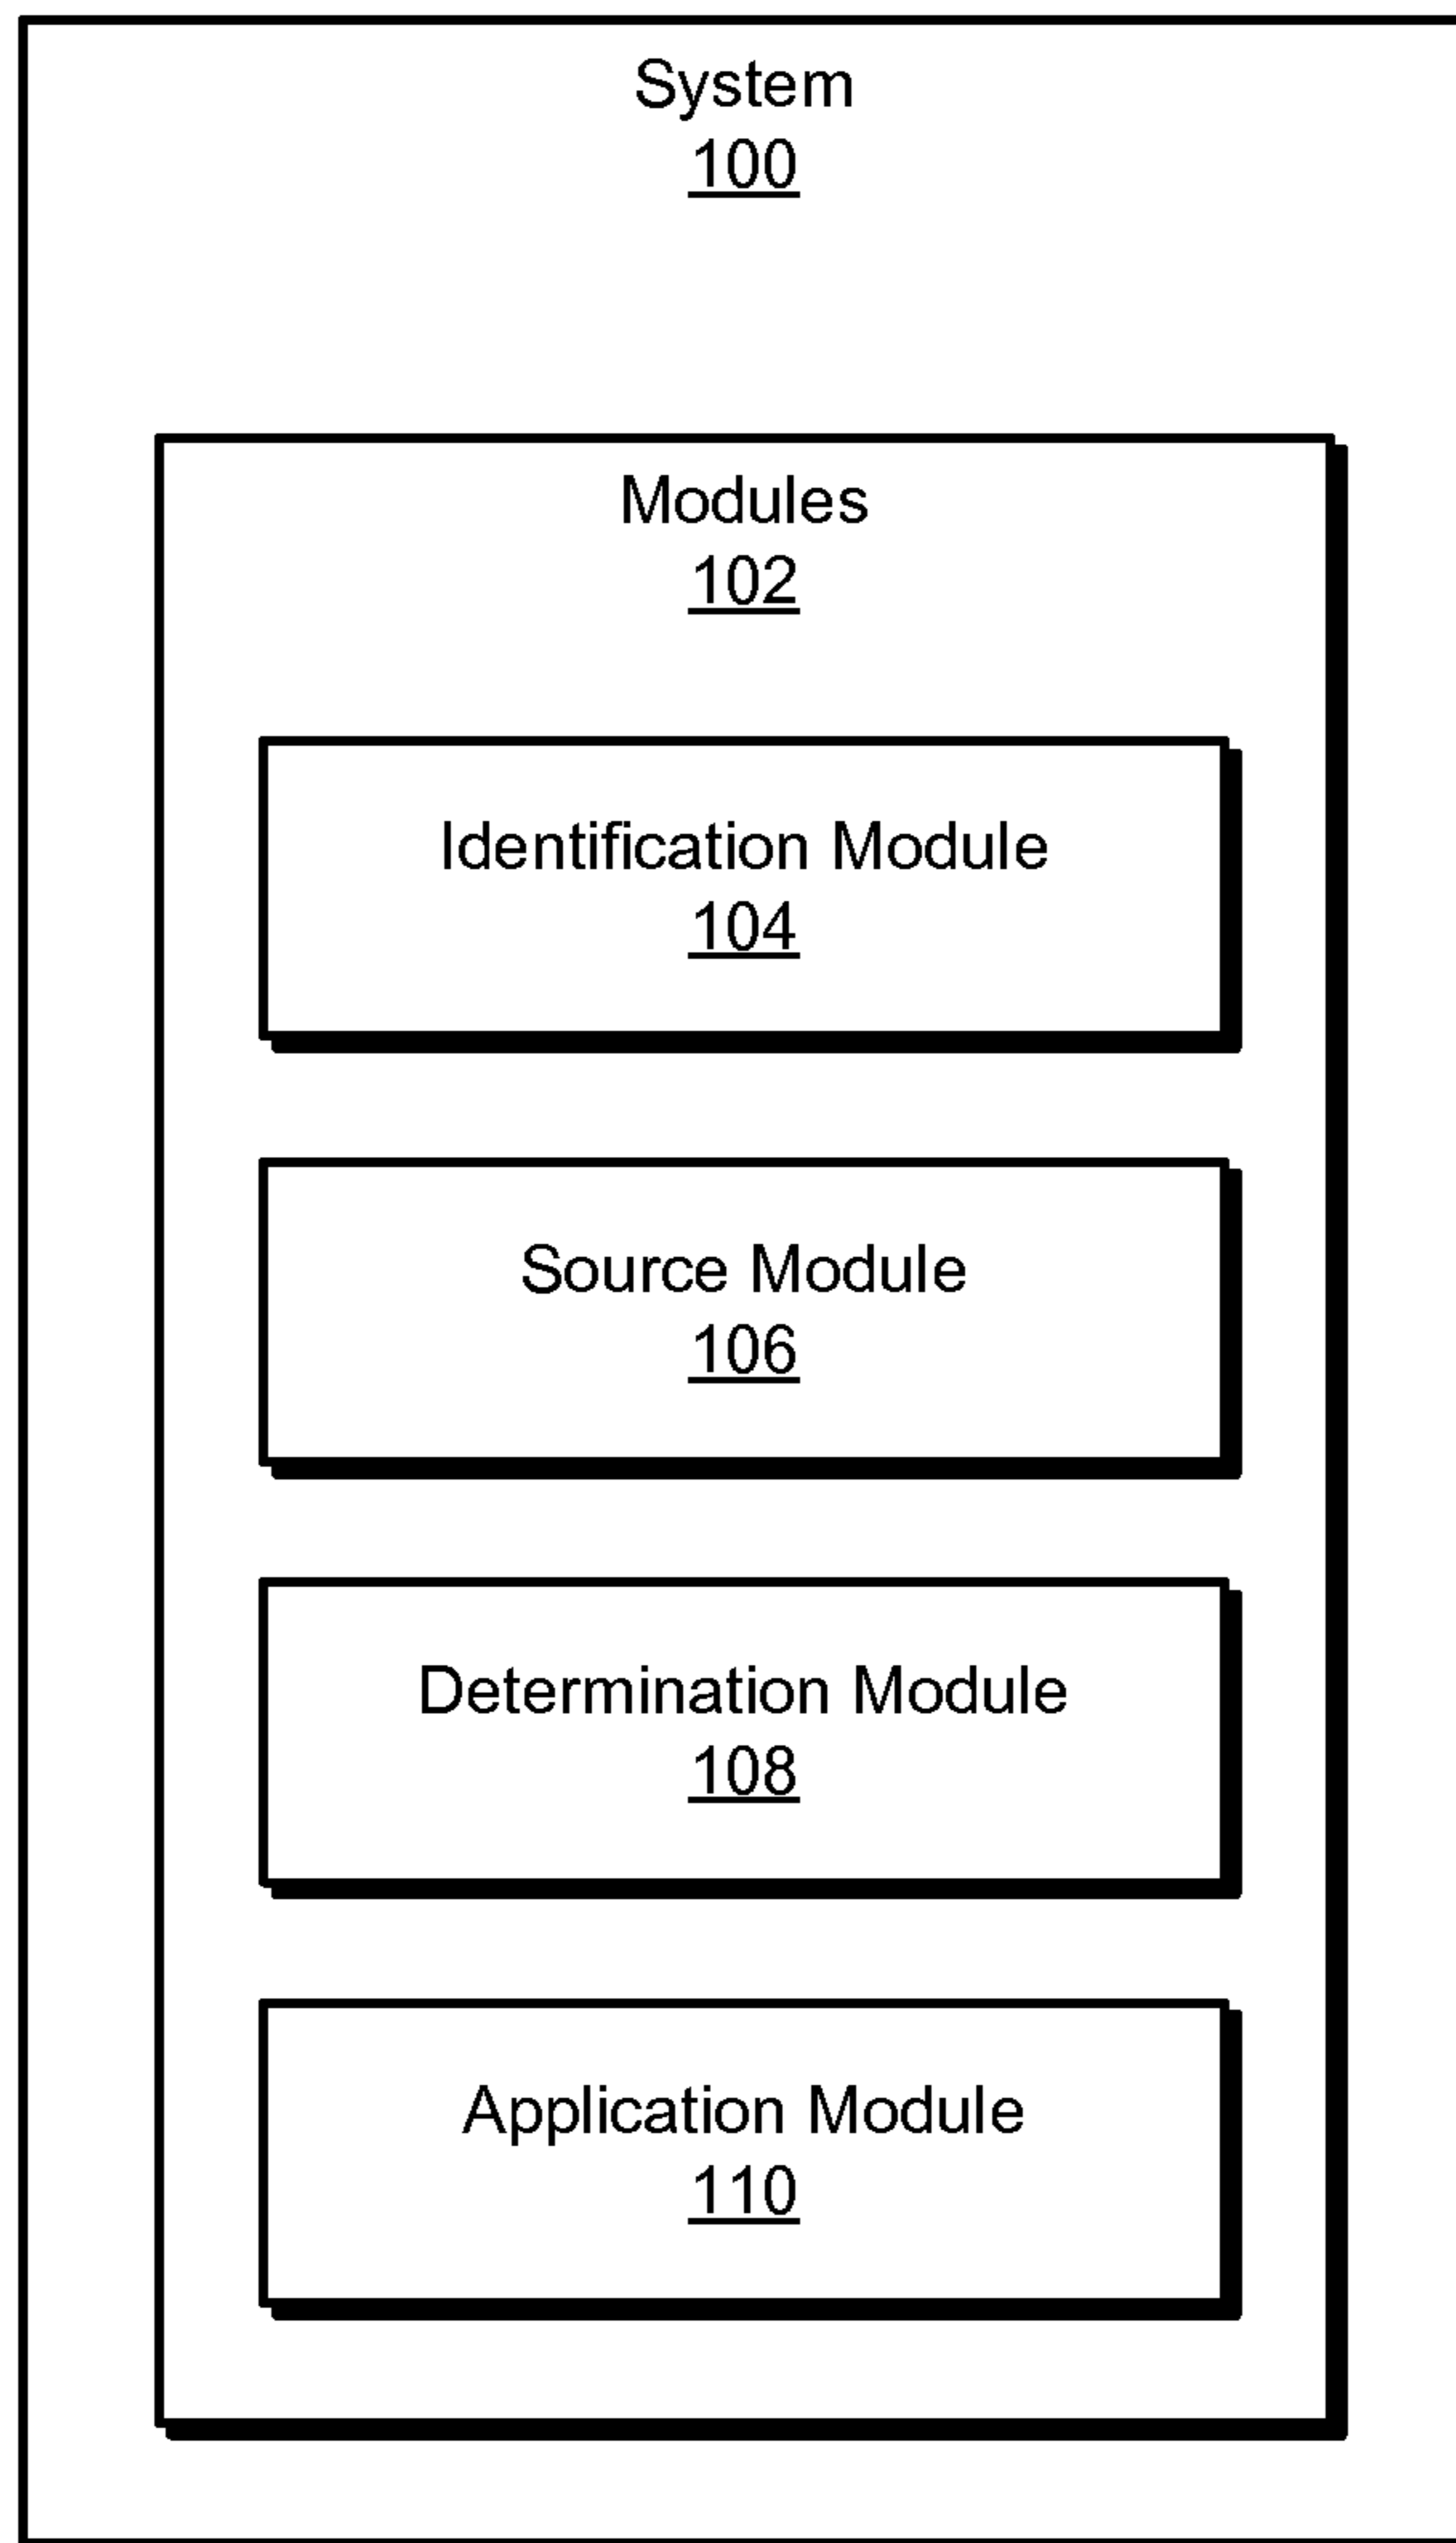 System
100
Modules
102
Identification Module
104
Source Module
106
Determination Module
108
Application Module
110